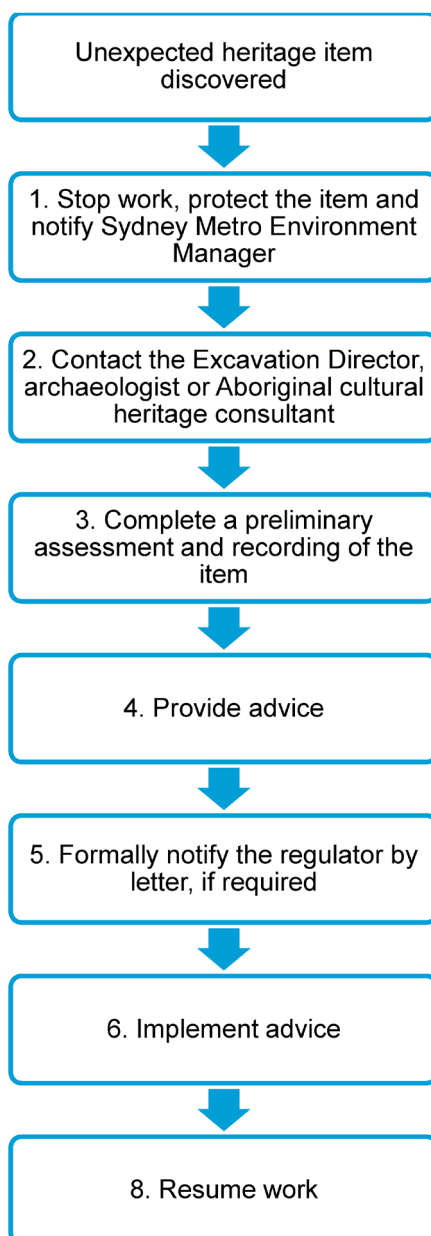 Unexpected heritage item
discovered
1. Stop work, protect the item and
notify Sydney Metro Environment
Manager
2. Contact the Excavation Director,
archaeologist or Aboriginal cultural
heritage consultant
3. Complete a preliminary
assessment and recording of the
item
4. Provide advice
5. Formally notify the regulator by
letter, if required
6. Implement advice
8. Resume work